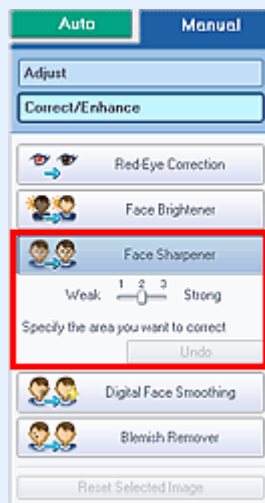 Auto Manual
Adjust
Correct/Enhance
Red-Eye Correction
Face Brightener
Face Sharpener
1 2 3
Weak Strong
Specify the area you want to correct
Undo
Digital Face Smoothing
Blemish Remover
Reset Selected Image